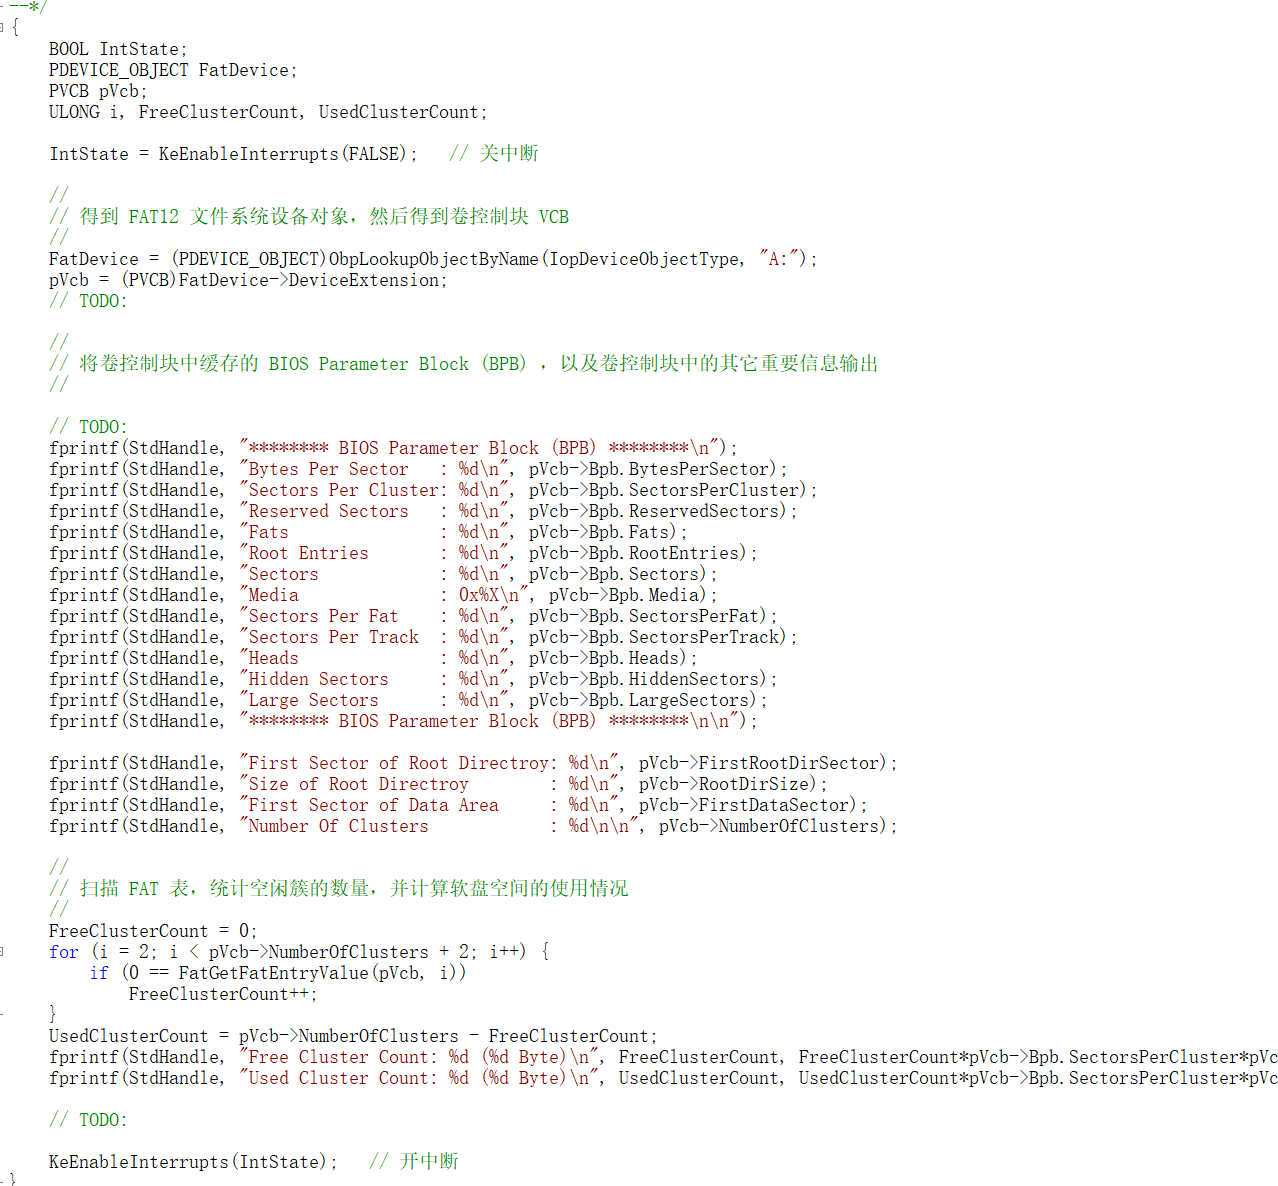 --*/
{
    BOOL IntState;
    PDEVICE_OBJECT FatDevice;
    PVCB pVcb;
    ULONG i, FreeClusterCount, UsedClusterCount;

    IntState = KeEnableInterrupts(FALSE);   // 关中断

    //
    // 得到 FAT12 文件系统设备对象，然后得到卷控制块 VCB
    //
    FatDevice = (PDEVICE_OBJECT)ObpLookupObjectByName(IopDeviceObjectType, "A:");
    pVcb = (PVCB)FatDevice->DeviceExtension;
    // TODO:

    //
    // 将卷控制块中缓存的 BIOS Parameter Block (BPB) ，以及卷控制块中的其它重要信息输出
    //

    // TODO:
    fprintf(StdHandle, "******** BIOS Parameter Block (BPB) ********\n");
    fprintf(StdHandle, "Bytes Per Sector   : %d\n", pVcb->Bpb.BytesPerSector);
    fprintf(StdHandle, "Sectors Per Cluster: %d\n", pVcb->Bpb.SectorsPerCluster);
    fprintf(StdHandle, "Reserved Sectors   : %d\n", pVcb->Bpb.ReservedSectors);
    fprintf(StdHandle, "Fats               : %d\n", pVcb->Bpb.Fats);
    fprintf(StdHandle, "Root Entries       : %d\n", pVcb->Bpb.RootEntries);
    fprintf(StdHandle, "Sectors            : %d\n", pVcb->Bpb.Sectors);
    fprintf(StdHandle, "Media              : 0x%X\n", pVcb->Bpb.Media);
    fprintf(StdHandle, "Sectors Per Fat    : %d\n", pVcb->Bpb.SectorsPerFat);
    fprintf(StdHandle, "Sectors Per Track  : %d\n", pVcb->Bpb.SectorsPerTrack);
    fprintf(StdHandle, "Heads              : %d\n", pVcb->Bpb.Heads);
    fprintf(StdHandle, "Hidden Sectors     : %d\n", pVcb->Bpb.HiddenSectors);
    fprintf(StdHandle, "Large Sectors      : %d\n", pVcb->Bpb.LargeSectors);
    fprintf(StdHandle, "******** BIOS Parameter Block (BPB) ********\n\n");

    fprintf(StdHandle, "First Sector of Root Directroy: %d\n", pVcb->FirstRootDirSector);
    fprintf(StdHandle, "Size of Root Directroy        : %d\n", pVcb->RootDirSize);
    fprintf(StdHandle, "First Sector of Data Area     : %d\n", pVcb->FirstDataSector);
    fprintf(StdHandle, "Number Of Clusters            : %d\n\n", pVcb->NumberOfClusters);

    //
    // 扫描 FAT 表，统计空闲簇的数量，并计算软盘空间的使用情况
    //
    FreeClusterCount = 0;
    for (i = 2; i < pVcb->NumberOfClusters + 2; i++) {
        if (0 == FatGetFatEntryValue(pVcb, i))
            FreeClusterCount++;
    }
    UsedClusterCount = pVcb->NumberOfClusters - FreeClusterCount;
    fprintf(StdHandle, "Free Cluster Count: %d (%d Byte)\n", FreeClusterCount, FreeClusterCount*pVcb->Bpb.SectorsPerCluster*pVc
    fprintf(StdHandle, "Used Cluster Count: %d (%d Byte)\n", UsedClusterCount, UsedClusterCount*pVcb->Bpb.SectorsPerCluster*pVc

    // TODO:

    KeEnableInterrupts(IntState);   // 开中断
}